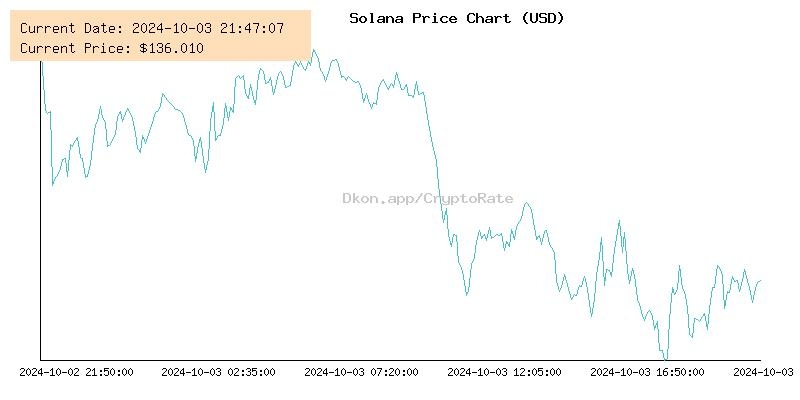 Solana Price Chart (USD)
Current Date: 2024-10-03 21:47:07
Current Price: $136.010
Dkon.app/CryptoRate
2024-10-02 21:50:00 2024-10-03 02:35:00 2024-10-03 07:20:00 2024-10-03 12:05:00 2024-10-03 16:50:00 2024-10-03